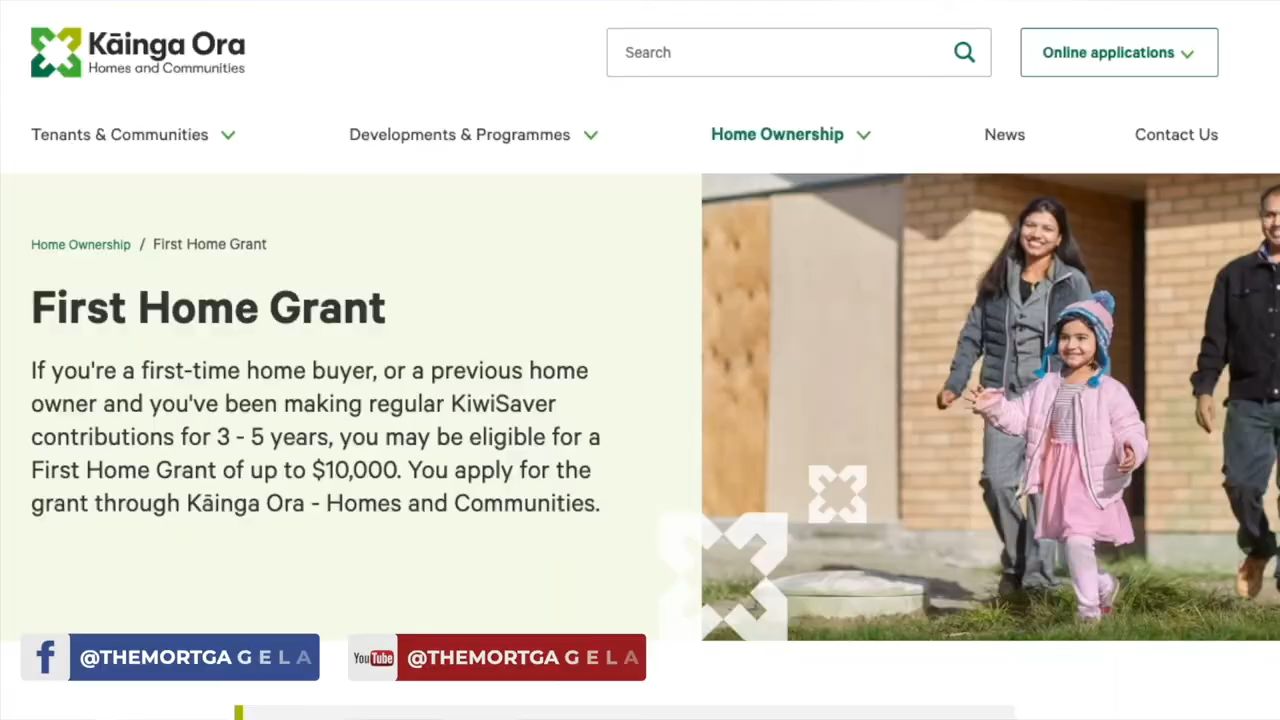 Kāinga Ora
Homes and Communities
Search
Online applications
Tenants & Communities
Developments & Programmes
Home Ownership
News
Contact Us
Home Ownership / First Home Grant
First Home Grant
If you're a first-time home buyer, or a previous home
owner and you've been making regular KiwiSaver
contributions for 3 - 5 years, you may be eligible for a
First Home Grant of up to $10,000. You apply for the
grant through Kāinga Ora - Homes and Communities.
f @THEMORTGAGELA
YouTube @THEMORTGAGELA